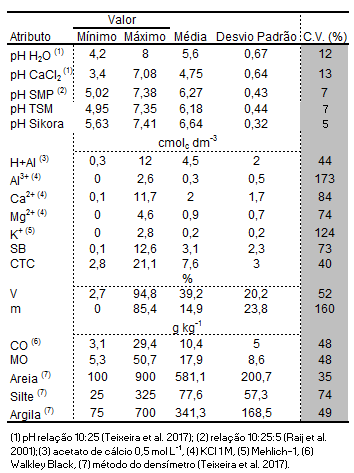 Valor
Atributo Mínimo Máximo Média Desvio Padrão C.V. (%)
pH H₂O ⁽¹⁾ 4,2 8 5,6 0,67 12
pH CaCl₂ ⁽¹⁾ 3,4 7,08 4,75 0,64 13
pH SMP ⁽²⁾ 5,02 7,38 6,27 0,43 7
pH TSM 4,95 7,35 6,18 0,44 7
pH Sikora 5,63 7,41 6,64 0,32 5
cmol꜀ dm⁻³
H+Al ⁽³⁾ 0,3 12 4,5 2 44
Al³⁺ ⁽⁴⁾ 0 2,6 0,3 0,5 173
Ca²⁺ ⁽⁴⁾ 0,1 11,7 2 1,7 84
Mg²⁺ ⁽⁴⁾ 0 4,6 0,9 0,7 74
K⁺ ⁽⁵⁾ 0 2,8 0,2 0,2 124
SB 0,1 12,6 3,1 2,3 73
CTC 2,8 21,1 7,6 3 40
%
V 2,7 94,8 39,2 20,2 52
m 0 85,4 14,9 23,8 160
g kg⁻¹
CO ⁽⁶⁾ 3,1 29,4 10,4 5 48
MO 5,3 50,7 17,9 8,6 48
Areia ⁽⁷⁾ 100 900 581,1 200,7 35
Silte ⁽⁷⁾ 25 325 77,6 57,3 74
Argila ⁽⁷⁾ 75 700 341,3 168,5 49
(1) pH relação 10:25 (Teixeira et al. 2017); (2) relação 10:25:5 (Raij et al.
2001);(3) acetato de cálcio 0,5 mol L⁻¹, (4) KCl 1M, (5) Mehlich-1, (6)
Walkley Black, (7) método do densímetro (Teixeira et al. 2017).